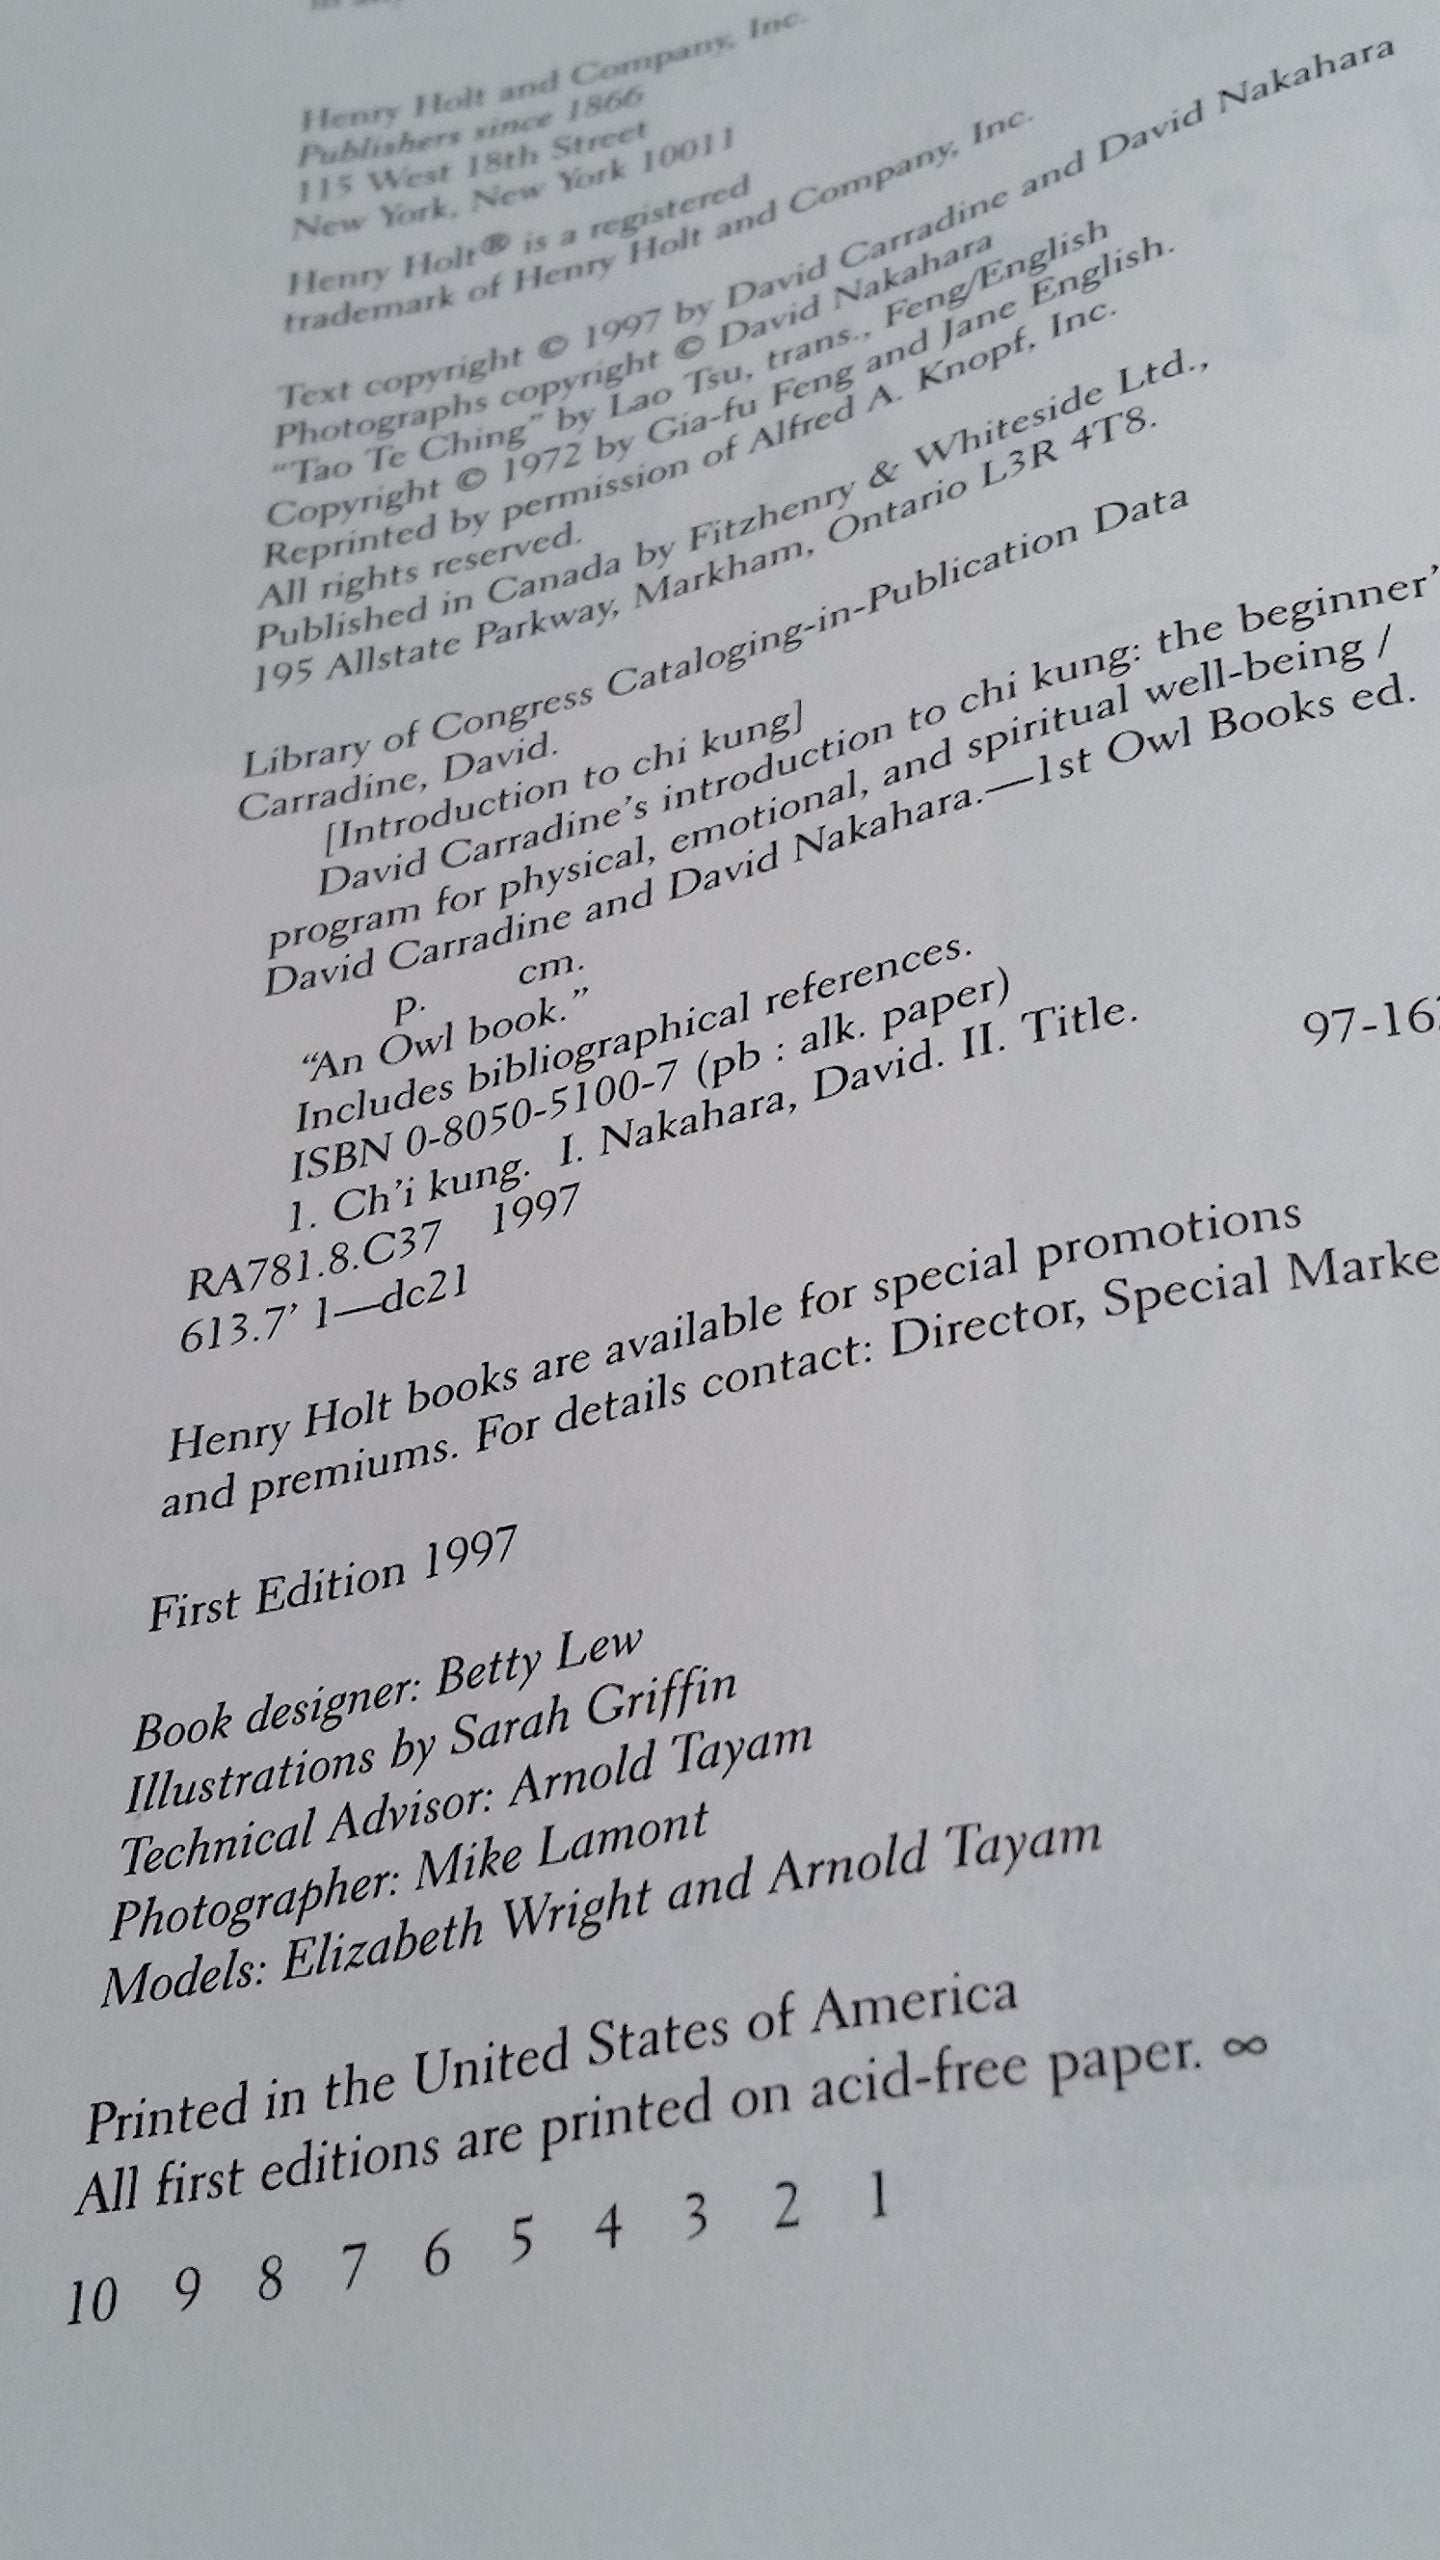 Henry Holt and Company, Inc.
Publishers since 1866
115 West 18th Street
New York, New York 10011
Henry Holt® is a registered
trademark of Henry Holt and Company, Inc.
Text copyright © 1997 by David Carradine and David Nakahara
Photographs copyright © David Nakahara
“Tao Te Ching” by Lao Tsu, trans., Feng/English
Copyright © 1972 by Gia-fu Feng and Jane English.
Reprinted by permission of Alfred A. Knopf, Inc.
All rights reserved.
Published in Canada by Fitzhenry & Whiteside Ltd.,
195 Allstate Parkway, Markham, Ontario L3R 4T8.
Library of Congress Cataloging-in-Publication Data
Carradine, David.
[Introduction to chi kung]
David Carradine’s introduction to chi kung: the beginner’
program for physical, emotional, and spiritual well-being /
David Carradine and David Nakahara.—1st Owl Books ed.
p. cm.
“An Owl book.”
Includes bibliographical references.
ISBN 0-8050-5100-7 (pb : alk. paper)
1. Ch’i kung. I. Nakahara, David. II. Title.
RA781.8.C37 1997 97-16
613.7’ 1—dc21
Henry Holt books are available for special promotions
and premiums. For details contact: Director, Special Marke
First Edition 1997
Book designer: Betty Lew
Illustrations by Sarah Griffin
Technical Advisor: Arnold Tayam
Photographer: Mike Lamont
Models: Elizabeth Wright and Arnold Tayam
Printed in the United States of America
All first editions are printed on acid-free paper. ∞
10 9 8 7 6 5 4 3 2 1